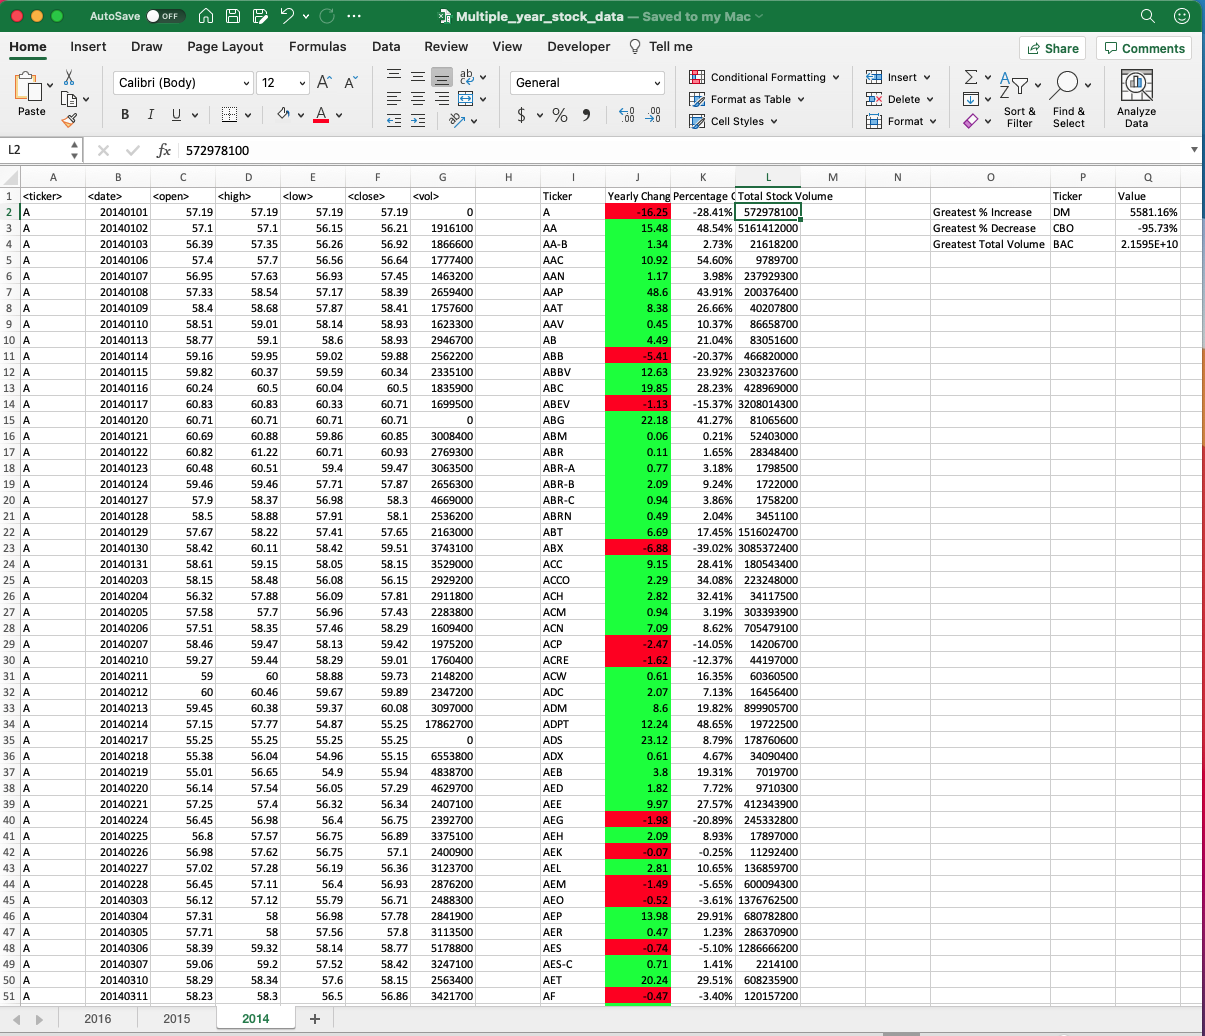 AutoSave OFF Multiple_year_stock_data — Saved to my Mac
Home Insert Draw Page Layout Formulas Data Review View Developer Tell me Share Comments
Paste Calibri (Body) 12 General Conditional Formatting Format as Table Cell Styles Insert Delete Format Sort & Filter Find & Select Analyze Data
L2 fx 572978100
A B C D E F G H I J K L M N O P Q
1 <ticker> <date> <open> <high> <low> <close> <vol> Ticker Yearly Chang Percentage C Total Stock Volume Ticker Value
2 A 20140101 57.19 57.19 57.19 57.19 0 A -16.25 -28.41% 572978100 Greatest % Increase DM 5581.16%
3 A 20140102 57.1 57.1 56.15 56.21 1916100 AA 15.48 48.54% 5161412000 Greatest % Decrease CBO -95.73%
4 A 20140103 56.39 57.35 56.26 56.92 1866600 AA-B 1.34 2.73% 21618200 Greatest Total Volume BAC 2.1595E+10
5 A 20140106 57.4 57.7 56.56 56.64 1777400 AAC 10.92 54.60% 9789700
6 A 20140107 56.95 57.63 56.93 57.45 1463200 AAN 1.17 3.98% 237929300
7 A 20140108 57.33 58.54 57.17 58.39 2659400 AAP 48.6 43.91% 200376400
8 A 20140109 58.4 58.68 57.87 58.41 1757600 AAT 8.38 26.66% 40207800
9 A 20140110 58.51 59.01 58.14 58.93 1623300 AAV 0.45 10.37% 86658700
10 A 20140113 58.77 59.1 58.6 58.93 2946700 AB 4.49 21.04% 83051600
11 A 20140114 59.16 59.95 59.02 59.88 2562200 ABB -5.41 -20.37% 466820000
12 A 20140115 59.82 60.37 59.59 60.34 2335100 ABBV 12.63 23.92% 2303237600
13 A 20140116 60.24 60.5 60.04 60.5 1835900 ABC 19.85 28.23% 428969000
14 A 20140117 60.83 60.83 60.33 60.71 1699500 ABEV -1.13 -15.37% 3208014300
15 A 20140120 60.71 60.71 60.71 60.71 0 ABG 22.18 41.27% 81065600
16 A 20140121 60.69 60.88 59.86 60.85 3008400 ABM 0.06 0.21% 52403000
17 A 20140122 60.82 61.22 60.71 60.93 2769300 ABR 0.11 1.65% 28348400
18 A 20140123 60.48 60.51 59.4 59.47 3063500 ABR-A 0.77 3.18% 1798500
19 A 20140124 59.46 59.46 57.71 57.87 2656300 ABR-B 2.09 9.24% 1722000
20 A 20140127 57.9 58.37 56.98 58.3 4669000 ABR-C 0.94 3.86% 1758200
21 A 20140128 58.5 58.88 57.91 58.1 2536200 ABRN 0.49 2.04% 3451100
22 A 20140129 57.67 58.22 57.41 57.65 2163000 ABT 6.69 17.45% 1516024700
23 A 20140130 58.42 60.11 58.42 59.51 3743100 ABX -6.88 -39.02% 3085372400
24 A 20140131 58.61 59.15 58.05 58.15 3529000 ACC 9.15 28.41% 180543400
25 A 20140203 58.15 58.48 56.08 56.15 2929200 ACCO 2.29 34.08% 223248000
26 A 20140204 56.32 57.88 56.09 57.81 2911800 ACH 2.82 32.41% 34117500
27 A 20140205 57.58 57.7 56.96 57.43 2283800 ACM 0.94 3.19% 303393900
28 A 20140206 57.51 58.35 57.46 58.29 1609400 ACN 7.09 8.62% 705479100
29 A 20140207 58.46 59.47 58.13 59.42 1975200 ACP -2.47 -14.05% 14206700
30 A 20140210 59.27 59.44 58.29 59.01 1760400 ACRE -1.62 -12.37% 44197000
31 A 20140211 59 60 58.88 59.73 2148200 ACW 0.61 16.35% 60360500
32 A 20140212 60 60.46 59.67 59.89 2347200 ADC 2.07 7.13% 16456400
33 A 20140213 59.45 60.38 59.37 60.08 3097000 ADM 8.6 19.82% 899905700
34 A 20140214 57.15 57.77 54.87 55.25 17862700 ADPT 12.24 48.65% 19722500
35 A 20140217 55.25 55.25 55.25 55.25 0 ADS 23.12 8.79% 178760600
36 A 20140218 55.38 56.04 54.96 55.15 6553800 ADX 0.61 4.67% 34090400
37 A 20140219 55.01 56.65 54.9 55.94 4838700 AEB 3.8 19.31% 7019700
38 A 20140220 56.14 57.54 56.05 57.29 4629700 AED 1.82 7.72% 9710300
39 A 20140221 57.25 57.4 56.32 56.34 2407100 AEE 9.97 27.57% 412343900
40 A 20140224 56.45 56.98 56.4 56.75 2392700 AEG -1.98 -20.89% 245332800
41 A 20140225 56.8 57.57 56.75 56.89 3375100 AEH 2.09 8.93% 17897000
42 A 20140226 56.98 57.62 56.75 57.1 2400900 AEK -0.07 -0.25% 11292400
43 A 20140227 57.02 57.28 56.19 56.36 3123700 AEL 2.81 10.65% 136859700
44 A 20140228 56.45 57.11 56.4 56.93 2876200 AEM -1.49 -5.65% 600094300
45 A 20140303 56.12 57.12 55.79 56.71 2488300 AEO -0.52 -3.61% 1376762500
46 A 20140304 57.31 58 56.98 57.78 2841900 AEP 13.98 29.91% 680782800
47 A 20140305 57.71 58 57.56 57.8 3113500 AER 0.47 1.23% 286370900
48 A 20140306 58.39 59.32 58.14 58.77 5178800 AES -0.74 -5.10% 1286666200
49 A 20140307 59.06 59.2 57.52 58.42 3247100 AES-C 0.71 1.41% 2214100
50 A 20140310 58.29 58.34 57.6 58.15 2563400 AET 20.24 29.51% 608235900
51 A 20140311 58.23 58.3 56.5 56.86 3421700 AF -0.47 -3.40% 120157200
2016 2015 2014 +